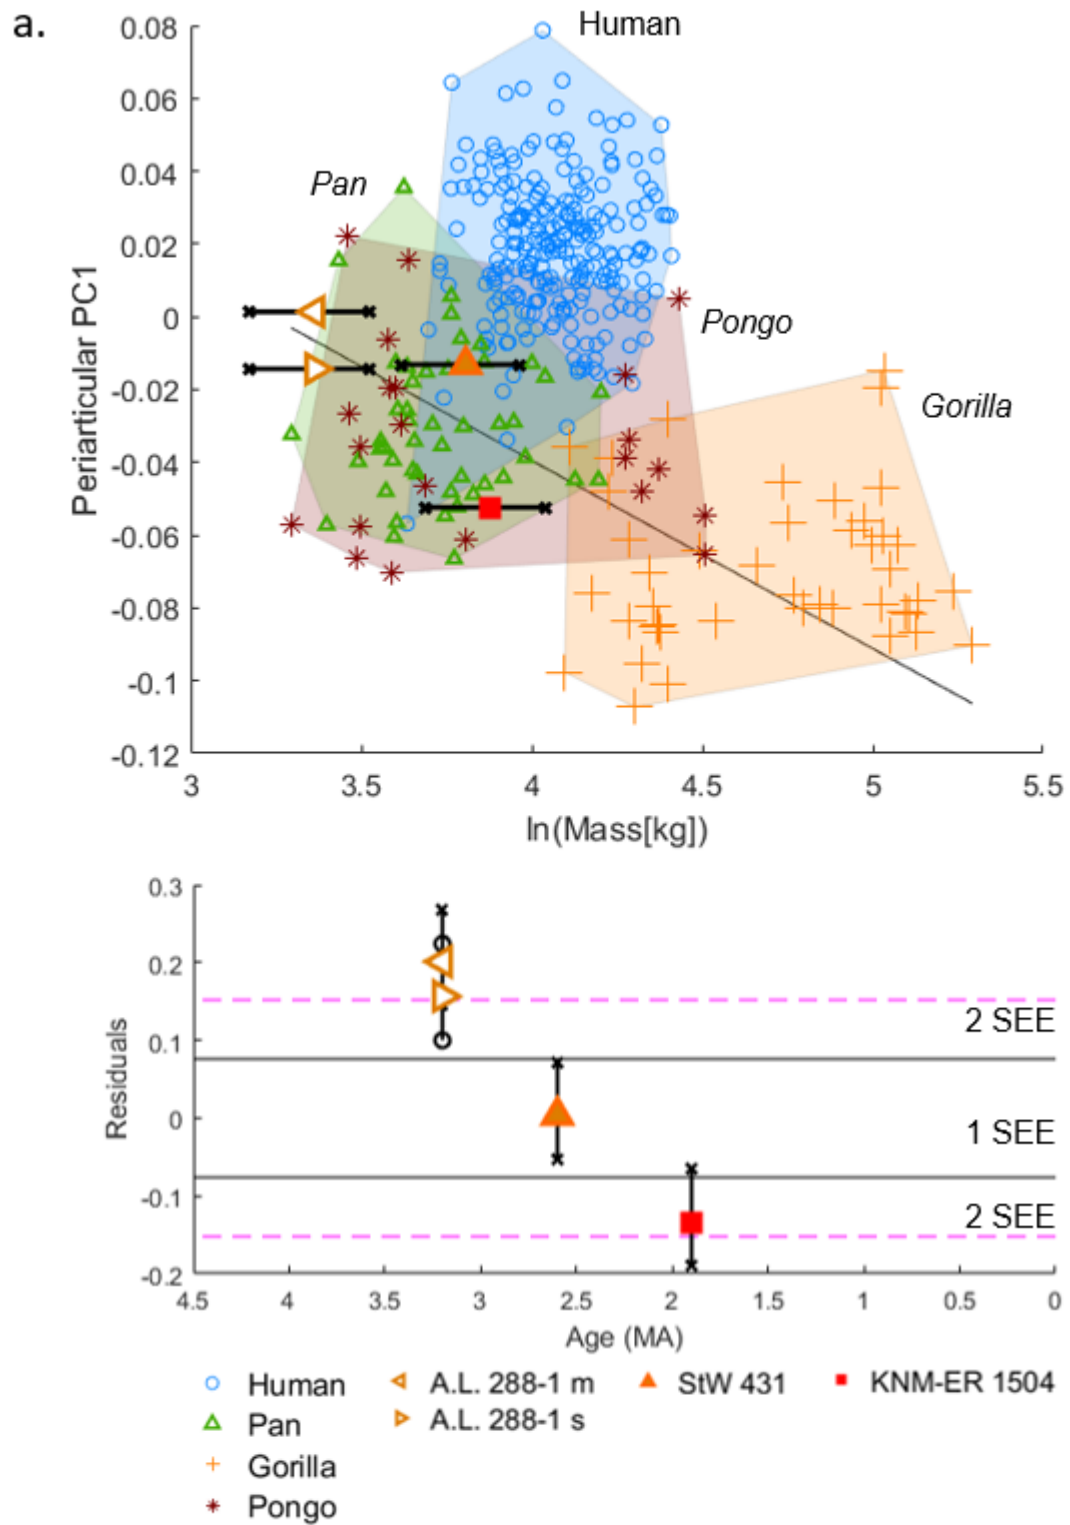 a.
0.08
0.06
0.04
0.02
0
-0.02
-0.04
-0.06
-0.08
-0.1
-0.12
Periarticular PC1
Human
Pan
Pongo
Gorilla
3 3.5 4 4.5 5 5.5
ln(Mass[kg])
0.3
0.2
0.1
0
-0.1
-0.2
Residuals
2 SEE
1 SEE
2 SEE
4.5 4 3.5 3 2.5 2 1.5 1 0.5 0
Age (MA)
Human A.L. 288-1 m StW 431 KNM-ER 1504
Pan A.L. 288-1 s
Gorilla
Pongo